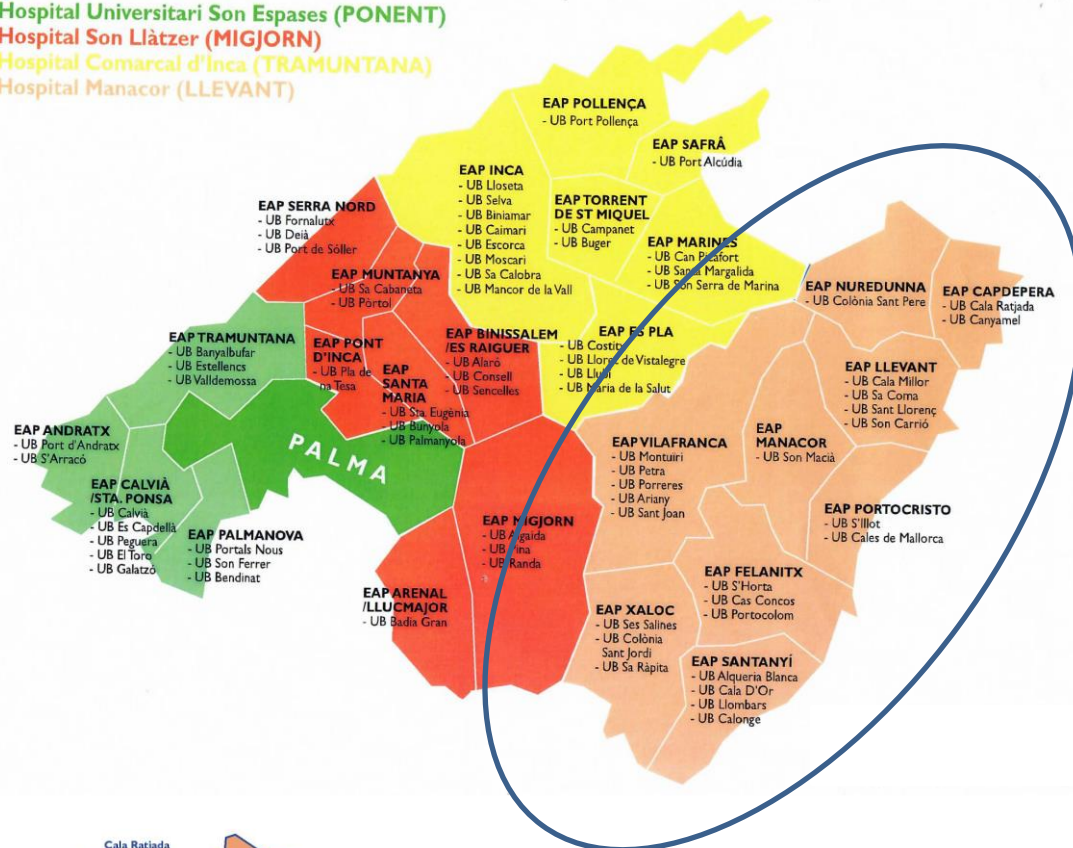 Hospital Universitari Son Espases (PONENT)
Hospital Son Llàtzer (MIGJORN)
Hospital Comarcal d'Inca (TRAMUNTANA)
Hospital Manacor (LLEVANT)
EAP POLLENÇA
- UB Port Pollença
EAP SAFRÂ
- UB Port Alcúdia
EAP INCA
- UB Lloseta
- UB Selva
- UB Biniamar
- UB Caimari
- UB Escorca
- UB Moscari
- UB Sa Calobra
- UB Mancor de la Vall
EAP TORRENT
DE ST MIQUEL
- UB Campanet
- UB Buger
EAP MARINES
- UB Can Picafort
- UB Santa Margalida
- UB Son Serra de Marina
EAP SERRA NORD
- UB Fornalutx
- UB Deià
- UB Port de Sóller
EAP MUNTANYA
- UB Sa Cabaneta
- UB Pòrtol
EAP NUREDUNNA
- UB Colònia Sant Pere
EAP CAPDEPERA
- UB Cala Ratjada
- UB Canyamel
EAP TRAMUNTANA
- UB Banyalbufar
- UB Estellencs
- UB Valldemossa
EAP PONT
D'INCA
- UB Pla de
na Tesa
EAP BINISSALEM
/ES RAIGUER
- UB Alaró
- UB Consell
- UB Sencelles
EAP ES PLA
- UB Costitx
- UB Lloret de Vistalegre
- UB Llubí
- UB Maria de la Salut
EAP
SANTA
MARIA
- UB Sta. Eugènia
- UB Bunyola
- UB Palmanyola
EAP LLEVANT
- UB Cala Millor
- UB Sa Coma
- UB Sant Llorenç
- UB Son Carrió
EAP ANDRATX
- UB Port d'Andratx
- UB S'Arracó
PALMA
EAP VILAFRANCA
- UB Montuiri
- UB Petra
- UB Porreres
- UB Ariany
- UB Sant Joan
EAP
MANACOR
- UB Son Macià
EAP CALVIÀ
/STA. PONSA
- UB Calvià
- UB Es Capdellà
- UB Peguera
- UB El Toro
- UB Galatzó
EAP PALMANOVA
- UB Portals Nous
- UB Son Ferrer
- UB Bendinat
EAP MIGJORN
- UB Algaida
- UB Pina
- UB Randa
EAP PORTOCRISTO
- UB S'Illot
- UB Cales de Mallorca
EAP ARENAL
/LLUCMAJOR
- UB Badia Gran
EAP FELANITX
- UB S'Horta
- UB Cas Concos
- UB Portocolom
EAP XALOC
- UB Ses Salines
- UB Colònia
Sant Jordi
- UB Sa Ràpita
EAP SANTANYÍ
- UB Alqueria Blanca
- UB Cala D'Or
- UB Llombars
- UB Calonge
Cala Ratjada